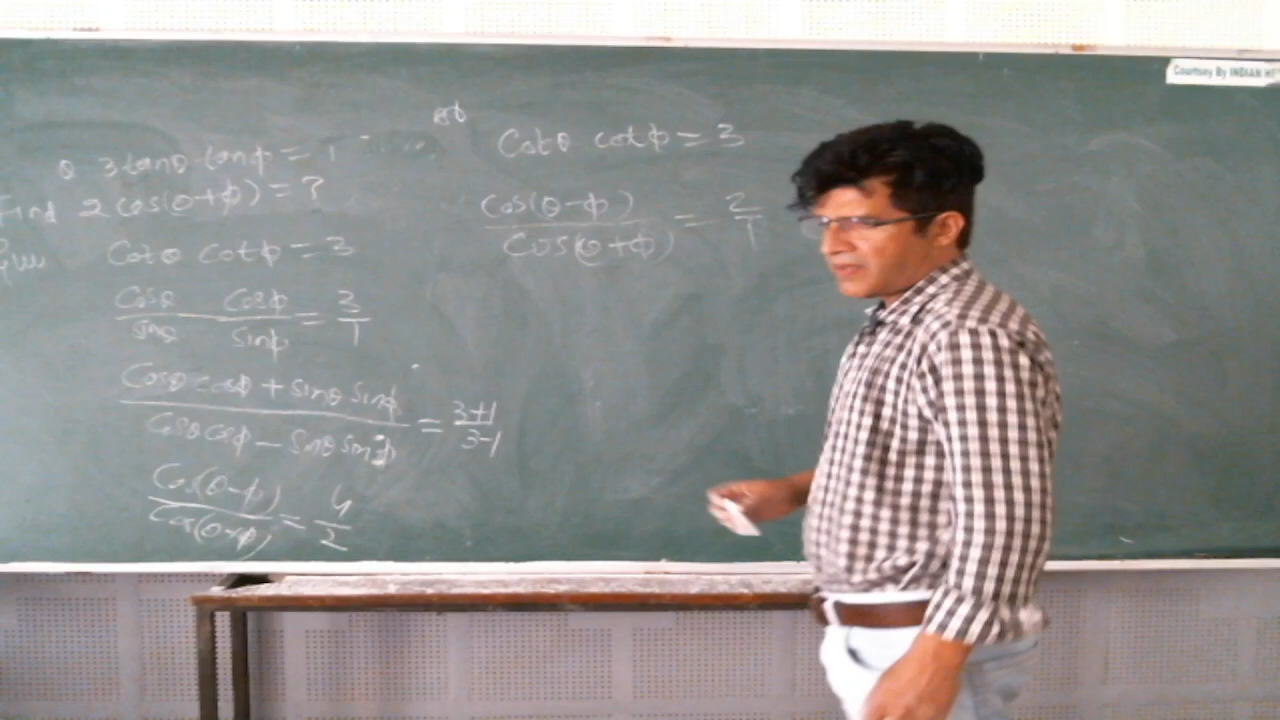 Q 3tanθ tanϕ = 1
Find 2cos(θ+ϕ) = ?
Cotθ cotϕ = 3
Cosθ cosϕ / sinθ sinϕ = 3/1
Cosθ cosϕ + sinθ sinϕ / cosθ cosϕ - sinθ sinϕ = 3+1/3-1
Cos(θ-ϕ)/Cos(θ+ϕ) = 4/2
Cotθ cotϕ = 3
Cos(θ-ϕ)/Cos(θ+ϕ) = 2/1
Courtsey By INDIAN